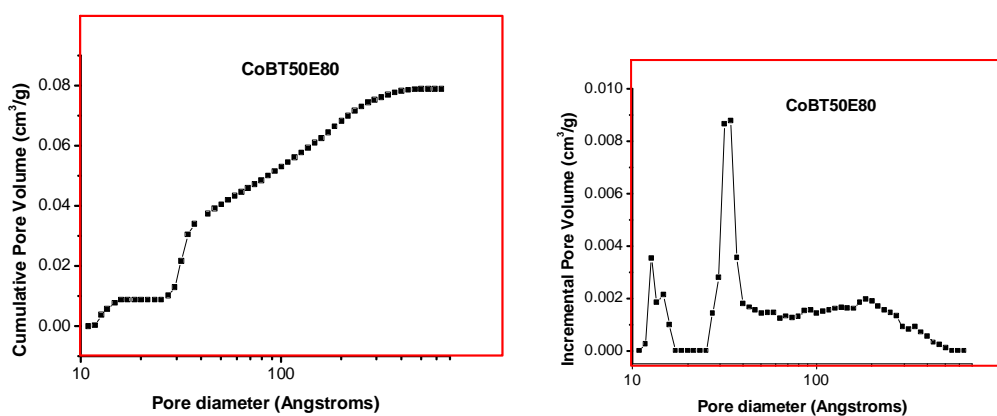 CoBT50E80
Cumulative Pore Volume (cm³/g)
0.08
0.06
0.04
0.02
0.00
10
100
Pore diameter (Angstroms)
CoBT50E80
Incremental Pore Volume (cm³/g)
0.010
0.008
0.006
0.004
0.002
0.000
10
100
Pore diameter (Angstroms)